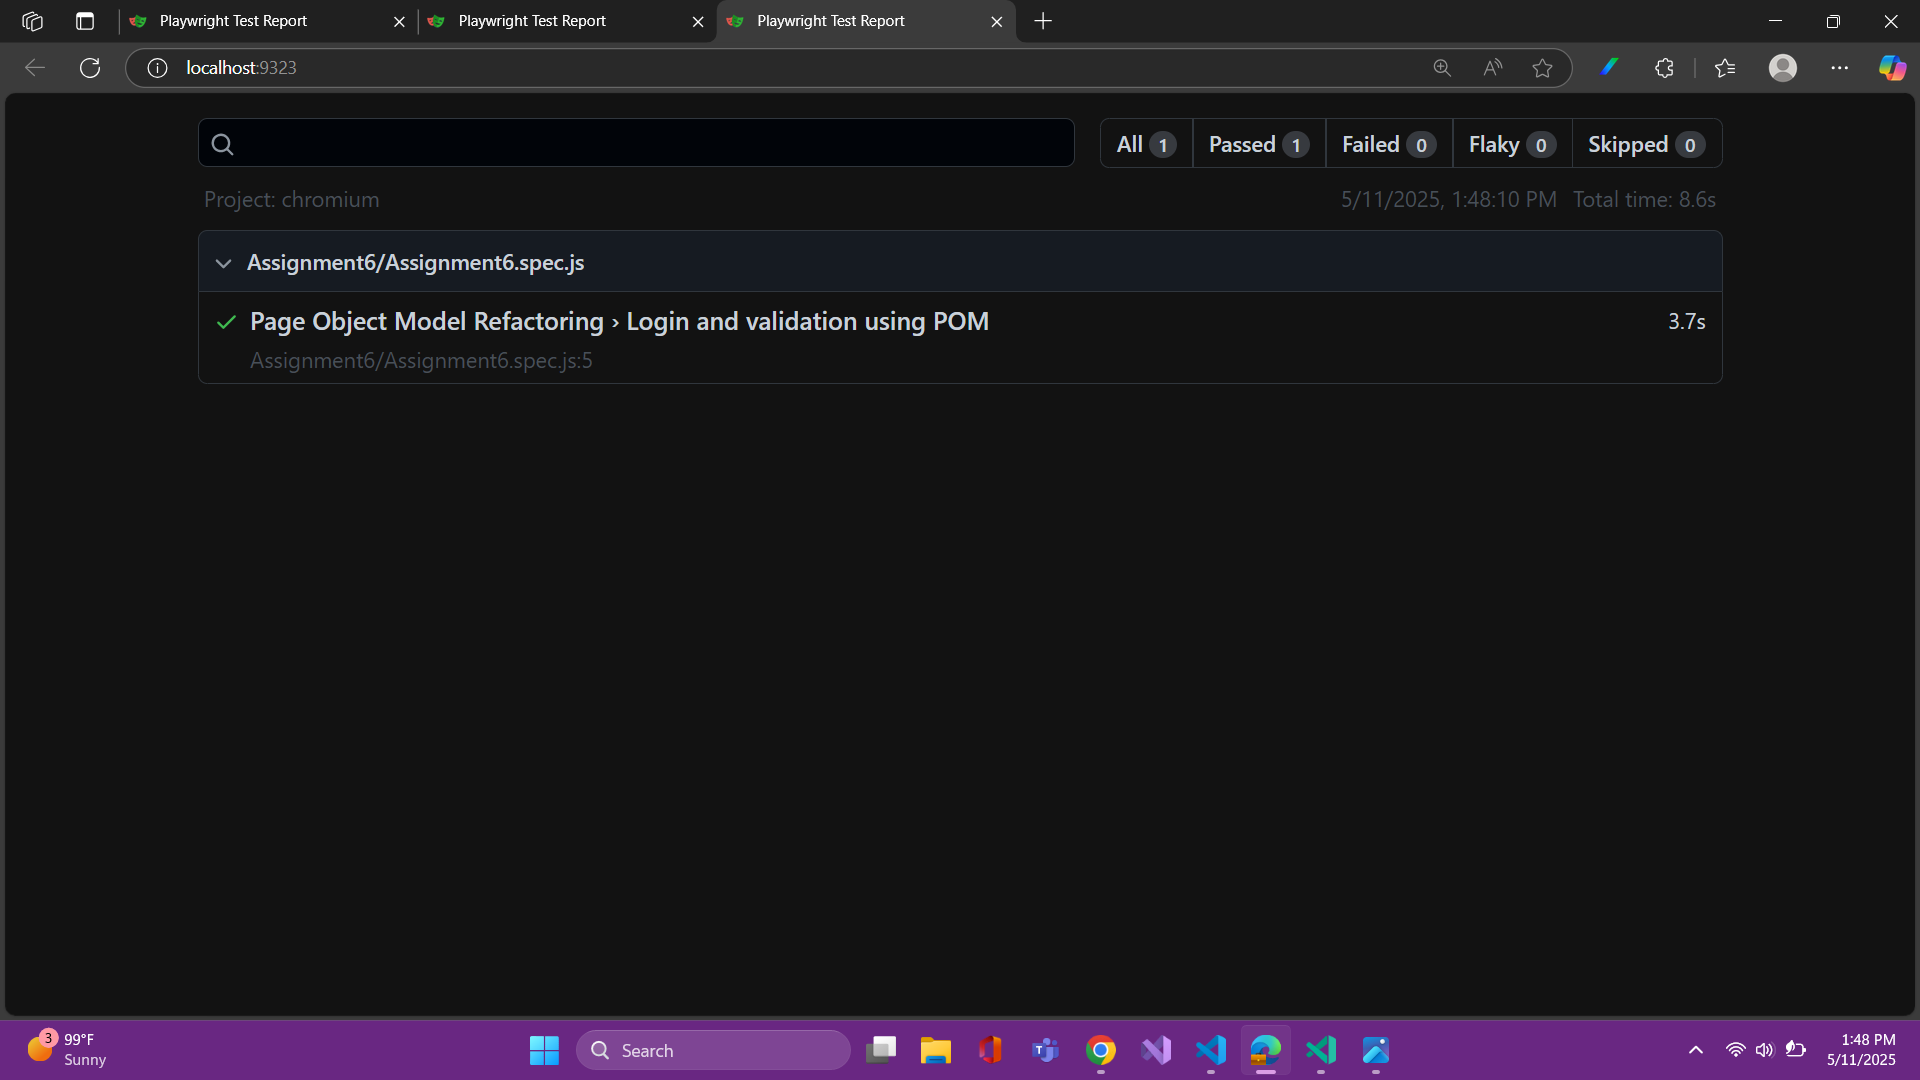 Playwright Test Report
Playwright Test Report
Playwright Test Report
localhost:9323
All 1
Passed 1
Failed 0
Flaky 0
Skipped 0
Project: chromium
5/11/2025, 1:48:10 PM Total time: 8.6s
Assignment6/Assignment6.spec.js
Page Object Model Refactoring › Login and validation using POM
3.7s
Assignment6/Assignment6.spec.js:5
3
99°F
Sunny
Search
1:48 PM
5/11/2025